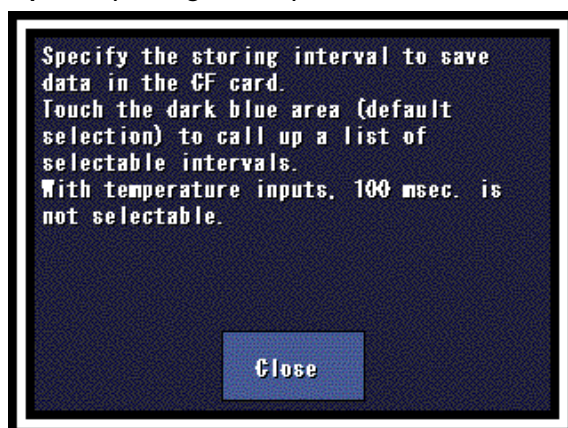 Specify the storing interval to save
data in the CF card.
Touch the dark blue area (default
selection) to call up a list of
selectable intervals.
With temperature inputs, 100 msec. is
not selectable.
Close